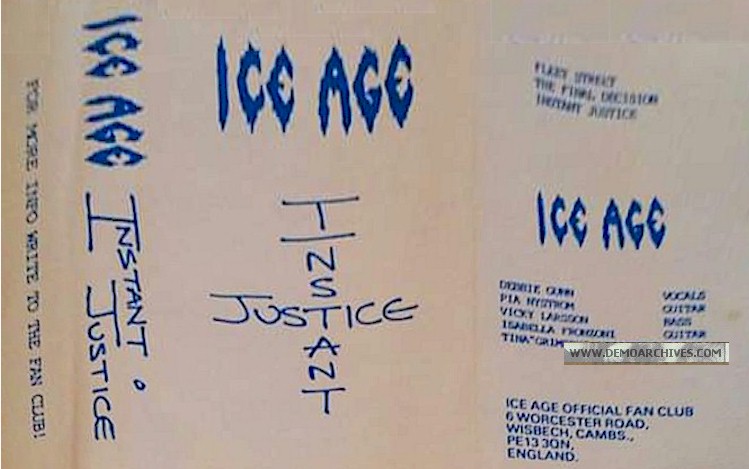 FOR MORE INFO WRITE TO THE FAN CLUB!
ICE AGE
INSTANT JUSTICE
ICE AGE
INSTANT
JUSTICE
FLEET STREET
THE FINAL DECISION
INSTANT JUSTICE
ICE AGE
DEBBIE GUNN VOCALS
PIA NYSTROM GUITAR
VICKY LARSSON BASS
ISABELLA FRONZONI GUITAR
TINA"GRIM
WWW.DEMOARCHIVES.COM
ICE AGE OFFICIAL FAN CLUB
6 WORCESTER ROAD,
WISBECH, CAMBS.,
PE13 3QN,
ENGLAND.